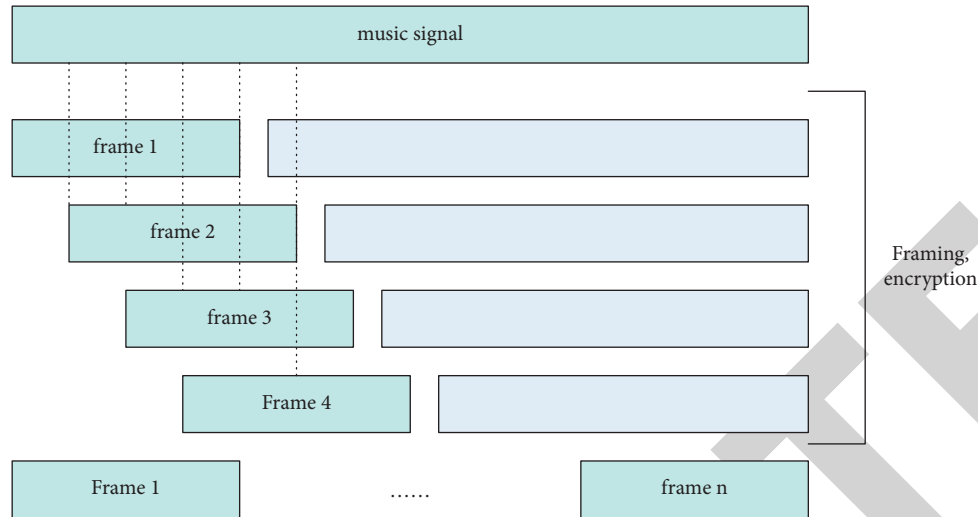 music signal
frame 1
frame 2
Framing,
encryption
frame 3
Frame 4
Frame 1
......
frame n